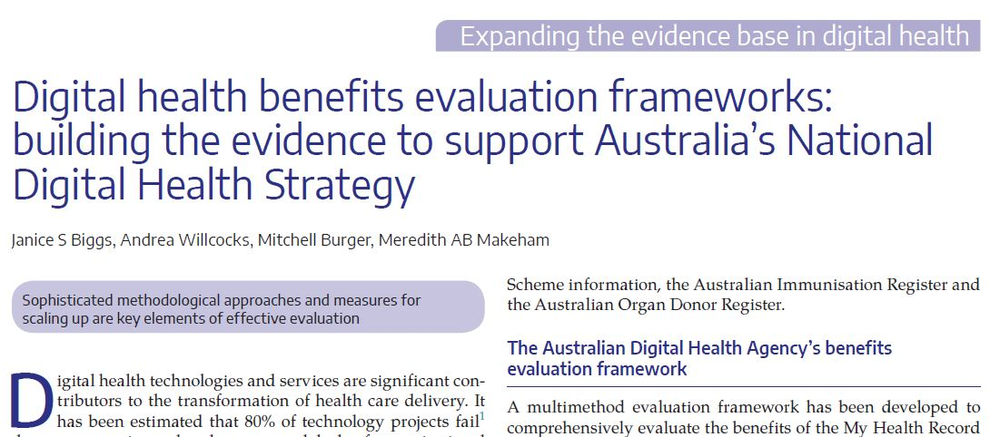 Expanding the evidence base in digital health
Digital health benefits evaluation frameworks:
building the evidence to support Australia’s National
Digital Health Strategy
Janice S Biggs, Andrea Willcocks, Mitchell Burger, Meredith AB Makeham
Sophisticated methodological approaches and measures for
scaling up are key elements of effective evaluation
Digital health technologies and services are significant con-
tributors to the transformation of health care delivery. It
has been estimated that 80% of technology projects fail1
Scheme information, the Australian Immunisation Register and
the Australian Organ Donor Register.
The Australian Digital Health Agency’s benefits
evaluation framework
A multimethod evaluation framework has been developed to
comprehensively evaluate the benefits of the My Health Record